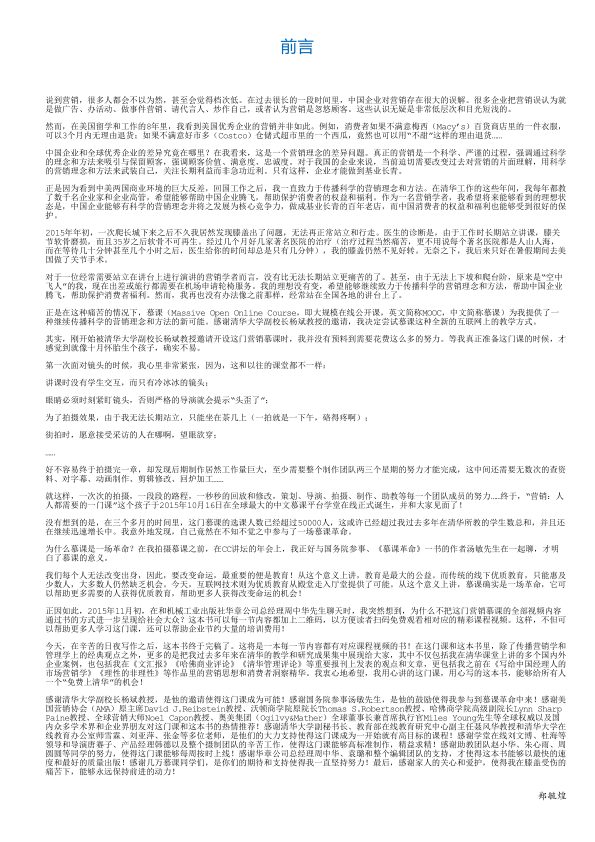 前言
说到营销，很多人都会不以为然，甚至会觉得档次低。在过去很长的一段时间里，中国企业对营销存在很大的误解。很多企业把营销误认为就
是做广告、办活动、做事件营销、请代言人、炒作自己，或者认为营销是忽悠顾客。这些认识无疑是非常低层次和目光短浅的。
然而，在美国留学和工作的8年里，我看到美国优秀企业的营销并非如此。例如，消费者如果不满意梅西（Macy’s）百货商店里的一件衣服，
可以3个月内无理由退货；如果不满意好市多（Costco）仓储式超市里的一个西瓜，竟然也可以用“不甜”这样的理由退货……
中国企业和全球优秀企业的差异究竟在哪里？在我看来，这是一个营销理念的差异问题。真正的营销是一个科学、严谨的过程，强调通过科学
的理念和方法来吸引与保留顾客，强调顾客价值、满意度、忠诚度。对于我国的企业来说，当前迫切需要改变过去对营销的片面理解，用科学
的营销理念和方法来武装自己，关注长期利益而非急功近利。只有这样，企业才能做到基业长青。
正是因为看到中美两国商业环境的巨大反差，回国工作之后，我一直致力于传播科学的营销理念和方法。在清华工作的这些年间，我每年都教
了数千名企业家和企业高管，希望能够帮助中国企业腾飞，帮助保护消费者的权益和福利。作为一名营销学者，我希望将来能够看到的理想状
态是，中国企业能够有科学的营销理念并将之发展为核心竞争力，做成基业长青的百年老店，而中国消费者的权益和福利也能够受到很好的保
护。
2015年年初，一次爬长城下来之后不久我居然发现膝盖出了问题，无法再正常站立和行走。医生的诊断是，由于工作时长期站立讲课，膝关
节软骨磨损，而且35岁之后软骨不可再生。经过几个月好几家著名医院的治疗（治疗过程当然痛苦，更不用说每个著名医院都是人山人海，
而在等待几十分钟甚至几个小时之后，医生给你的时间却总是只有几分钟），我的膝盖仍然不见好转。无奈之下，我后来只好在暑假期间去美
国做了关节手术。
对于一位经常需要站立在讲台上进行演讲的营销学者而言，没有比无法长期站立更痛苦的了。甚至，由于无法上下坡和爬台阶，原来是“空中
飞人”的我，现在出差或旅行都需要在机场申请轮椅服务。我的理想没有变，希望能够继续致力于传播科学的营销理念和方法，帮助中国企业
腾飞，帮助保护消费者福利。然而，我再也没有办法像之前那样，经常站在全国各地的讲台上了。
正是在这种痛苦的情况下，慕课（Massive Open Online Course，即大规模在线公开课，英文简称MOOC，中文简称慕课）为我提供了一
种继续传播科学的营销理念和方法的新可能。感谢清华大学副校长杨斌教授的邀请，我决定尝试慕课这种全新的互联网上的教学方式。
其实，刚开始被清华大学副校长杨斌教授邀请开设这门营销慕课时，我并没有预料到需要花费这么多的努力。等我真正准备这门课的时候，才
感觉到就像十月怀胎生个孩子，确实不易。
第一次面对镜头的时候，我心里非常紧张，因为，这和以往的课堂都不一样：
讲课时没有学生交互，而只有冷冰冰的镜头；
眼睛必须时刻紧盯镜头，否则严格的导演就会提示“头歪了”；
为了拍摄效果，由于我无法长期站立，只能坐在茶几上（一拍就是一下午，硌得疼啊）；
街拍时，愿意接受采访的人在哪啊，望眼欲穿；
……
好不容易终于拍摄完一章，却发现后期制作居然工作量巨大，至少需要整个制作团队两三个星期的努力才能完成，这中间还需要无数次的查资
料、对字幕、动画制作、剪辑修改、回炉加工……
就这样，一次次的拍摄，一段段的路程，一秒秒的回放和修改，策划、导演、拍摄、制作、助教等每一个团队成员的努力……终于，“营销：人
人都需要的一门课”这个孩子于2015年10月16日在全球最大的中文慕课平台学堂在线正式诞生，并和大家见面了！
没有想到的是，在三个多月的时间里，这门慕课的选课人数已经超过50000人，这或许已经超过我过去多年在清华所教的学生数总和，并且还
在继续迅速增长中。我意外地发现，自己竟然在不知不觉之中参与了一场慕课革命。
为什么慕课是一场革命？在我拍摄慕课之前，在CC讲坛的年会上，我正好与国务院参事、《慕课革命》一书的作者汤敏先生在一起聊，才明
白了慕课的意义。
我们每个人无法改变出身，因此，要改变命运，最重要的便是教育！从这个意义上讲，教育是最大的公益。而传统的线下优质教育，只能惠及
少数人，大多数人仍然缺乏机会。今天，互联网技术则为优质教育从殿堂走入厅堂提供了可能。从这个意义上讲，慕课确实是一场革命，它可
以帮助更多需要的人获得优质教育，帮助更多人获得改变命运的机会！
正因如此，2015年11月初，在和机械工业出版社华章公司总经理周中华先生聊天时，我突然想到，为什么不把这门营销慕课的全部视频内容
通过书的方式进一步呈现给社会大众？这本书可以每一节内容都加上二维码，以方便读者扫码免费观看相对应的精彩课程视频。这样，不但可
以帮助更多人学习这门课，还可以帮助企业节约大量的培训费用！
今天，在辛苦的日夜写作之后，这本书终于完稿了。这将是一本每一节内容都有对应课程视频的书！在这门课和这本书里，除了传播营销学和
管理学上的经典观点之外，更多的是把我过去多年来在清华的教学和研究成果集中展现给大家，其中不仅包括我在清华课堂上讲的多个国内外
企业案例，也包括我在《文汇报》《哈佛商业评论》《清华管理评论》等重要报刊上发表的观点和文章，更包括我之前在《写给中国经理人的
市场营销学》《理性的非理性》等作品里的营销思想和消费者洞察精华。我衷心地希望，我用心讲的这门课，用心写的这本书，能够给所有人
一个“免费上清华”的机会！
感谢清华大学副校长杨斌教授，是他的邀请使得这门课成为可能！感谢国务院参事汤敏先生，是他的鼓励使得我参与到慕课革命中来！感谢美
国营销协会（AMA）原主席David J.Reibstein教授、沃顿商学院原院长Thomas S.Robertson教授、哈佛商学院高级副院长Lynn Sharp
Paine教授、全球营销大师Noel Capon教授、奥美集团（Ogilvy&Mather）全球董事长兼首席执行官Miles Young先生等全球权威以及国
内众多学术和企业界朋友对这门课和这本书的热情推荐！感谢清华大学副秘书长、教育部在线教育研究中心副主任聂风华教授和清华大学在
线教育办公室师雪霖、刘亚萍、张金等多位老师，是他们的大力支持使得这门课成为一开始就有高目标的课程！感谢学堂在线刘文博、杜海等
领导和导演唐香子、产品经理韩德以及整个摄制团队的辛苦工作，使得这门课能够高标准制作，精益求精！感谢助教团队赵小华、朱心雨、周
圆圆等同学的努力，使得这门课能够每周按时上线！感谢华章公司总经理周中华、袁璐和整个编辑团队的支持，才使得这本书能够以最快的速
度和最好的质量出版！感谢几万慕课同学们，是你们的期待和支持使得我一直坚持努力！最后，感谢家人的关心和爱护，使得我在膝盖受伤的
痛苦下，能够永远保持前进的动力！
郑毓煌